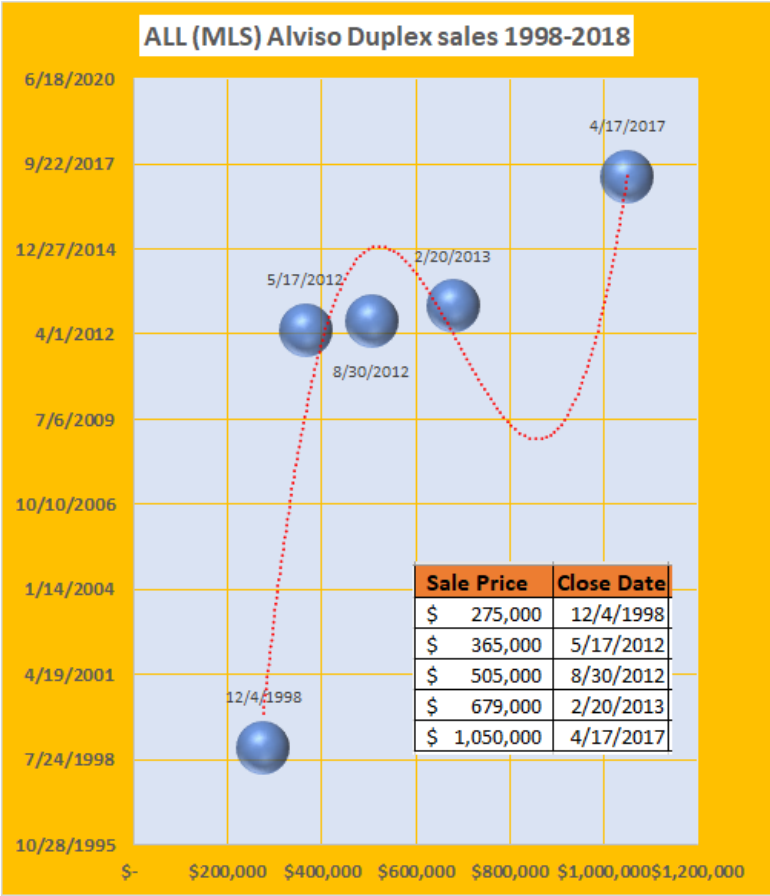 ALL (MLS) Alviso Duplex sales 1998-2018
6/18/2020
4/17/2017
9/22/2017
12/27/2014
2/20/2013
5/17/2012
4/1/2012
8/30/2012
7/6/2009
10/10/2006
Sale Price Close Date
1/14/2004
$ 275,000 12/4/1998
$ 365,000 5/17/2012
$ 505,000 8/30/2012
4/19/2001
12/4/1998
$ 679,000 2/20/2013
$ 1,050,000 4/17/2017
7/24/1998
10/28/1995
$- $200,000 $400,000 $600,000 $800,000 $1,000,000 $1,200,000